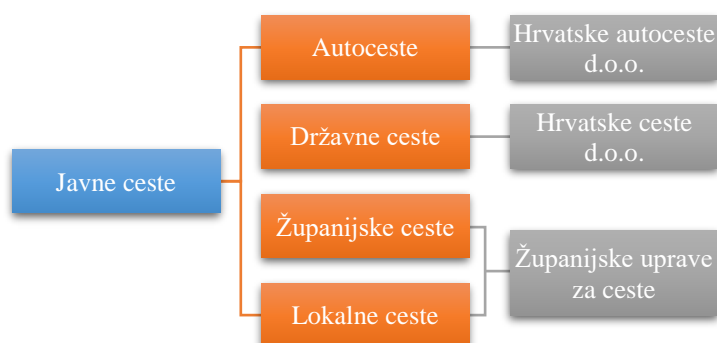 Javne ceste
Autoceste
Hrvatske autoceste
d.o.o.
Državne ceste
Hrvatske ceste
d.o.o.
Županijske ceste
Lokalne ceste
Županijske uprave
za ceste